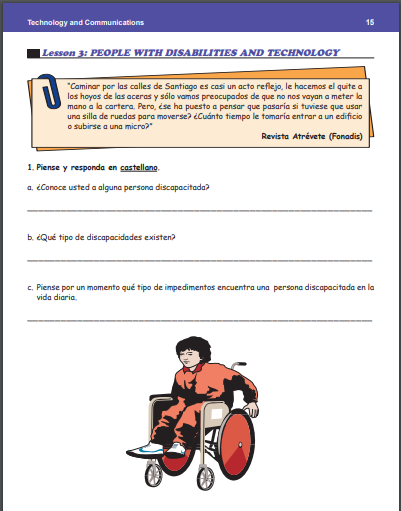 Technology and Communications
15
Lesson 3: PEOPLE WITH DISABILITIES AND TECHNOLOGY
"Caminar por las calles de Santiago es casi un acto reflejo, le hacemos el quite a
los hoyos de las aceras y sólo vamos preocupados de que no nos vayan a meter la
mano a la cartera. Pero, ¿se ha puesto a pensar que pasaría si tuviese que usar
una silla de ruedas para moverse? ¿Cuánto tiempo le tomaría entrar a un edificio
o subirse a una micro?"
Revista Atrévete (Fonadis)
1. Piense y responda en castellano.
a. ¿Conoce usted a alguna persona discapacitada?
b. ¿Qué tipo de discapacidades existen?
c. Piense por un momento qué tipo de impedimentos encuentra una persona discapacitada en la
vida diaria.